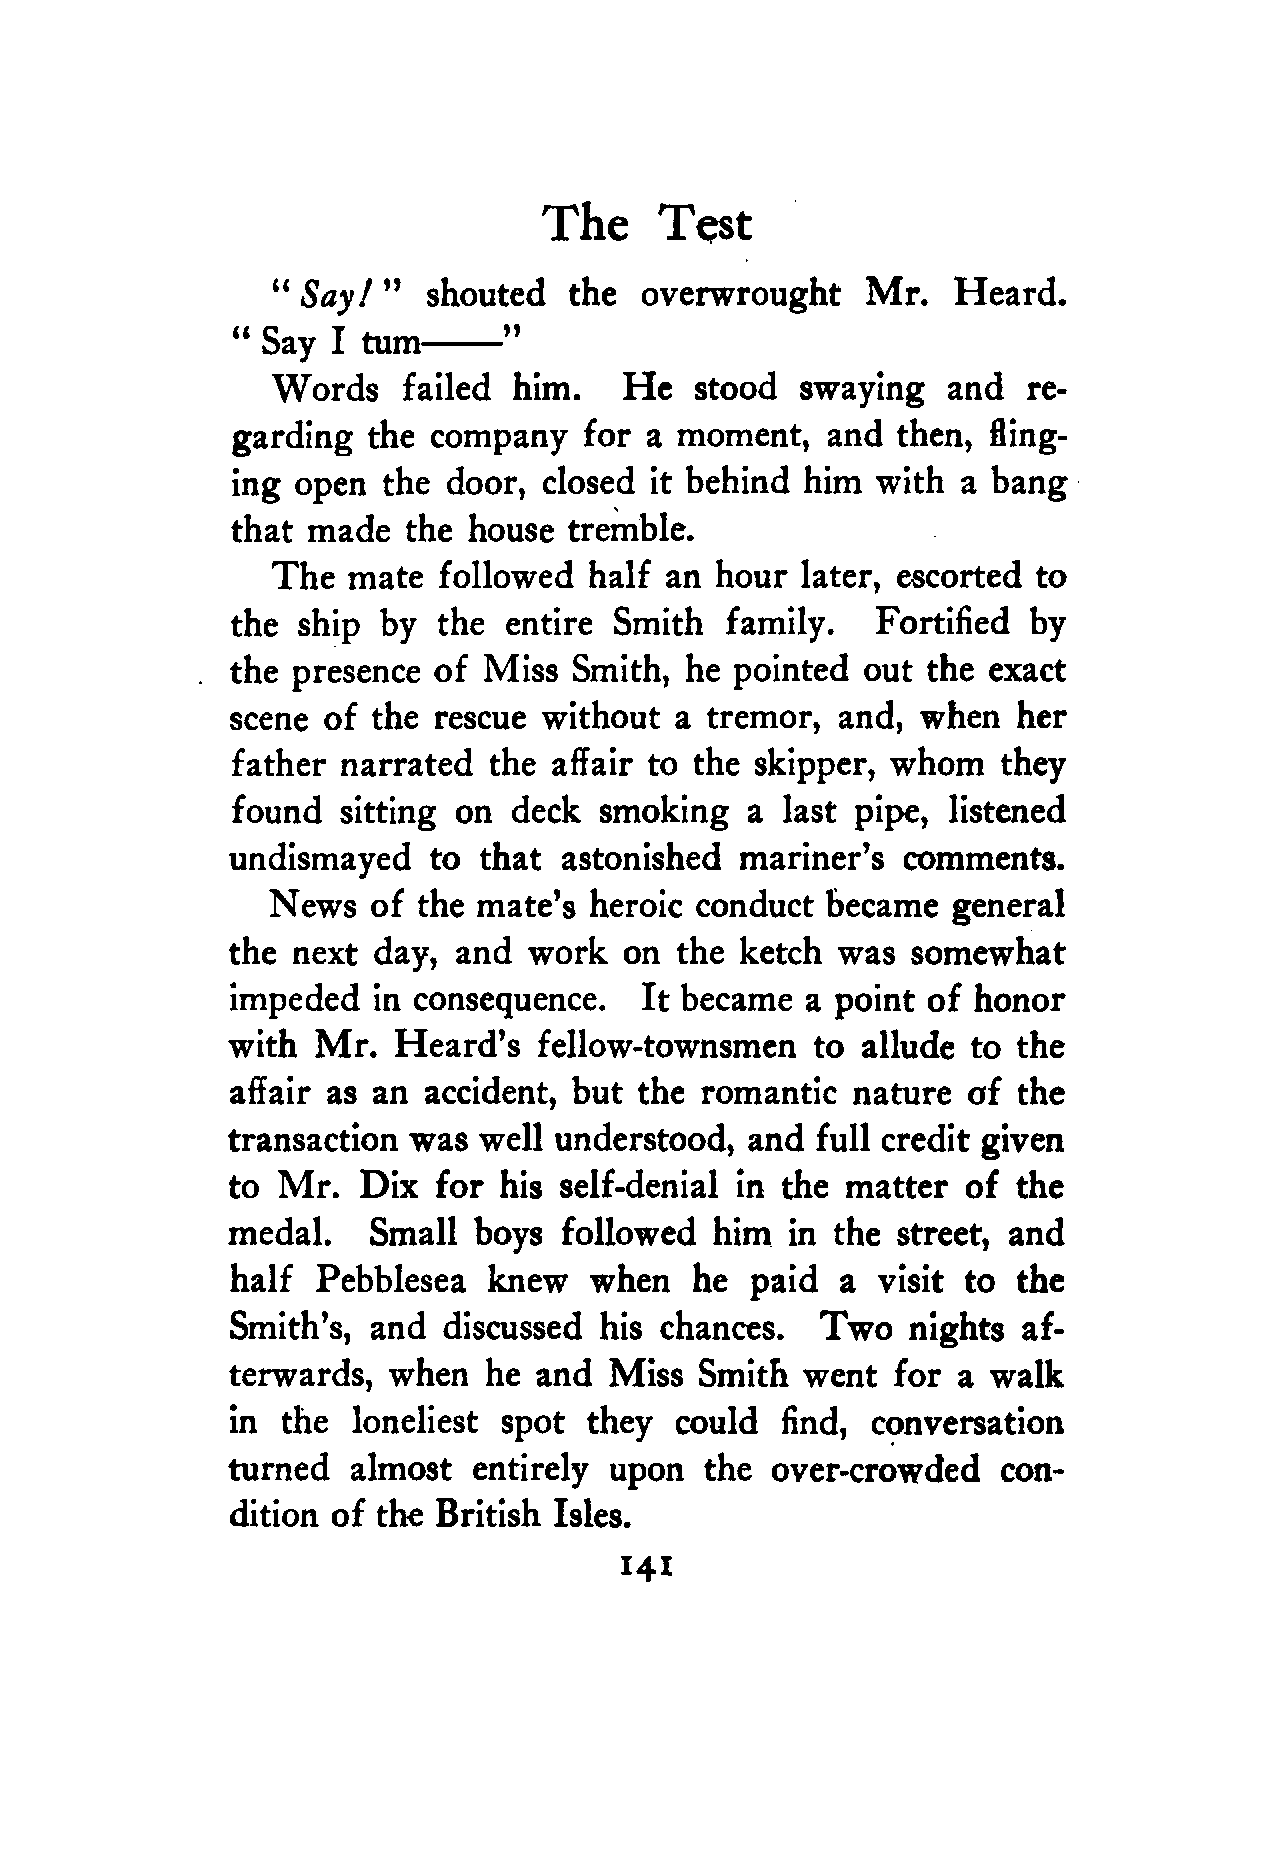 The Test
" Say! " shouted the overwrought Mr. Heard.
" Say I tum——"
Words failed him. He stood swaying and re-
garding the company for a moment, and then, fling-
ing open the door, closed it behind him with a bang
that made the house tremble.
The mate followed half an hour later, escorted to
the ship by the entire Smith family. Fortified by
the presence of Miss Smith, he pointed out the exact
scene of the rescue without a tremor, and, when her
father narrated the affair to the skipper, whom they
found sitting on deck smoking a last pipe, listened
undismayed to that astonished mariner's comments.
News of the mate's heroic conduct became general
the next day, and work on the ketch was somewhat
impeded in consequence. It became a point of honor
with Mr. Heard's fellow-townsmen to allude to the
affair as an accident, but the romantic nature of the
transaction was well understood, and full credit given
to Mr. Dix for his self-denial in the matter of the
medal. Small boys followed him in the street, and
half Pebblesea knew when he paid a visit to the
Smith's, and discussed his chances. Two nights af-
terwards, when he and Miss Smith went for a walk
in the loneliest spot they could find, conversation
turned almost entirely upon the over-crowded con-
dition of the British Isles.
141